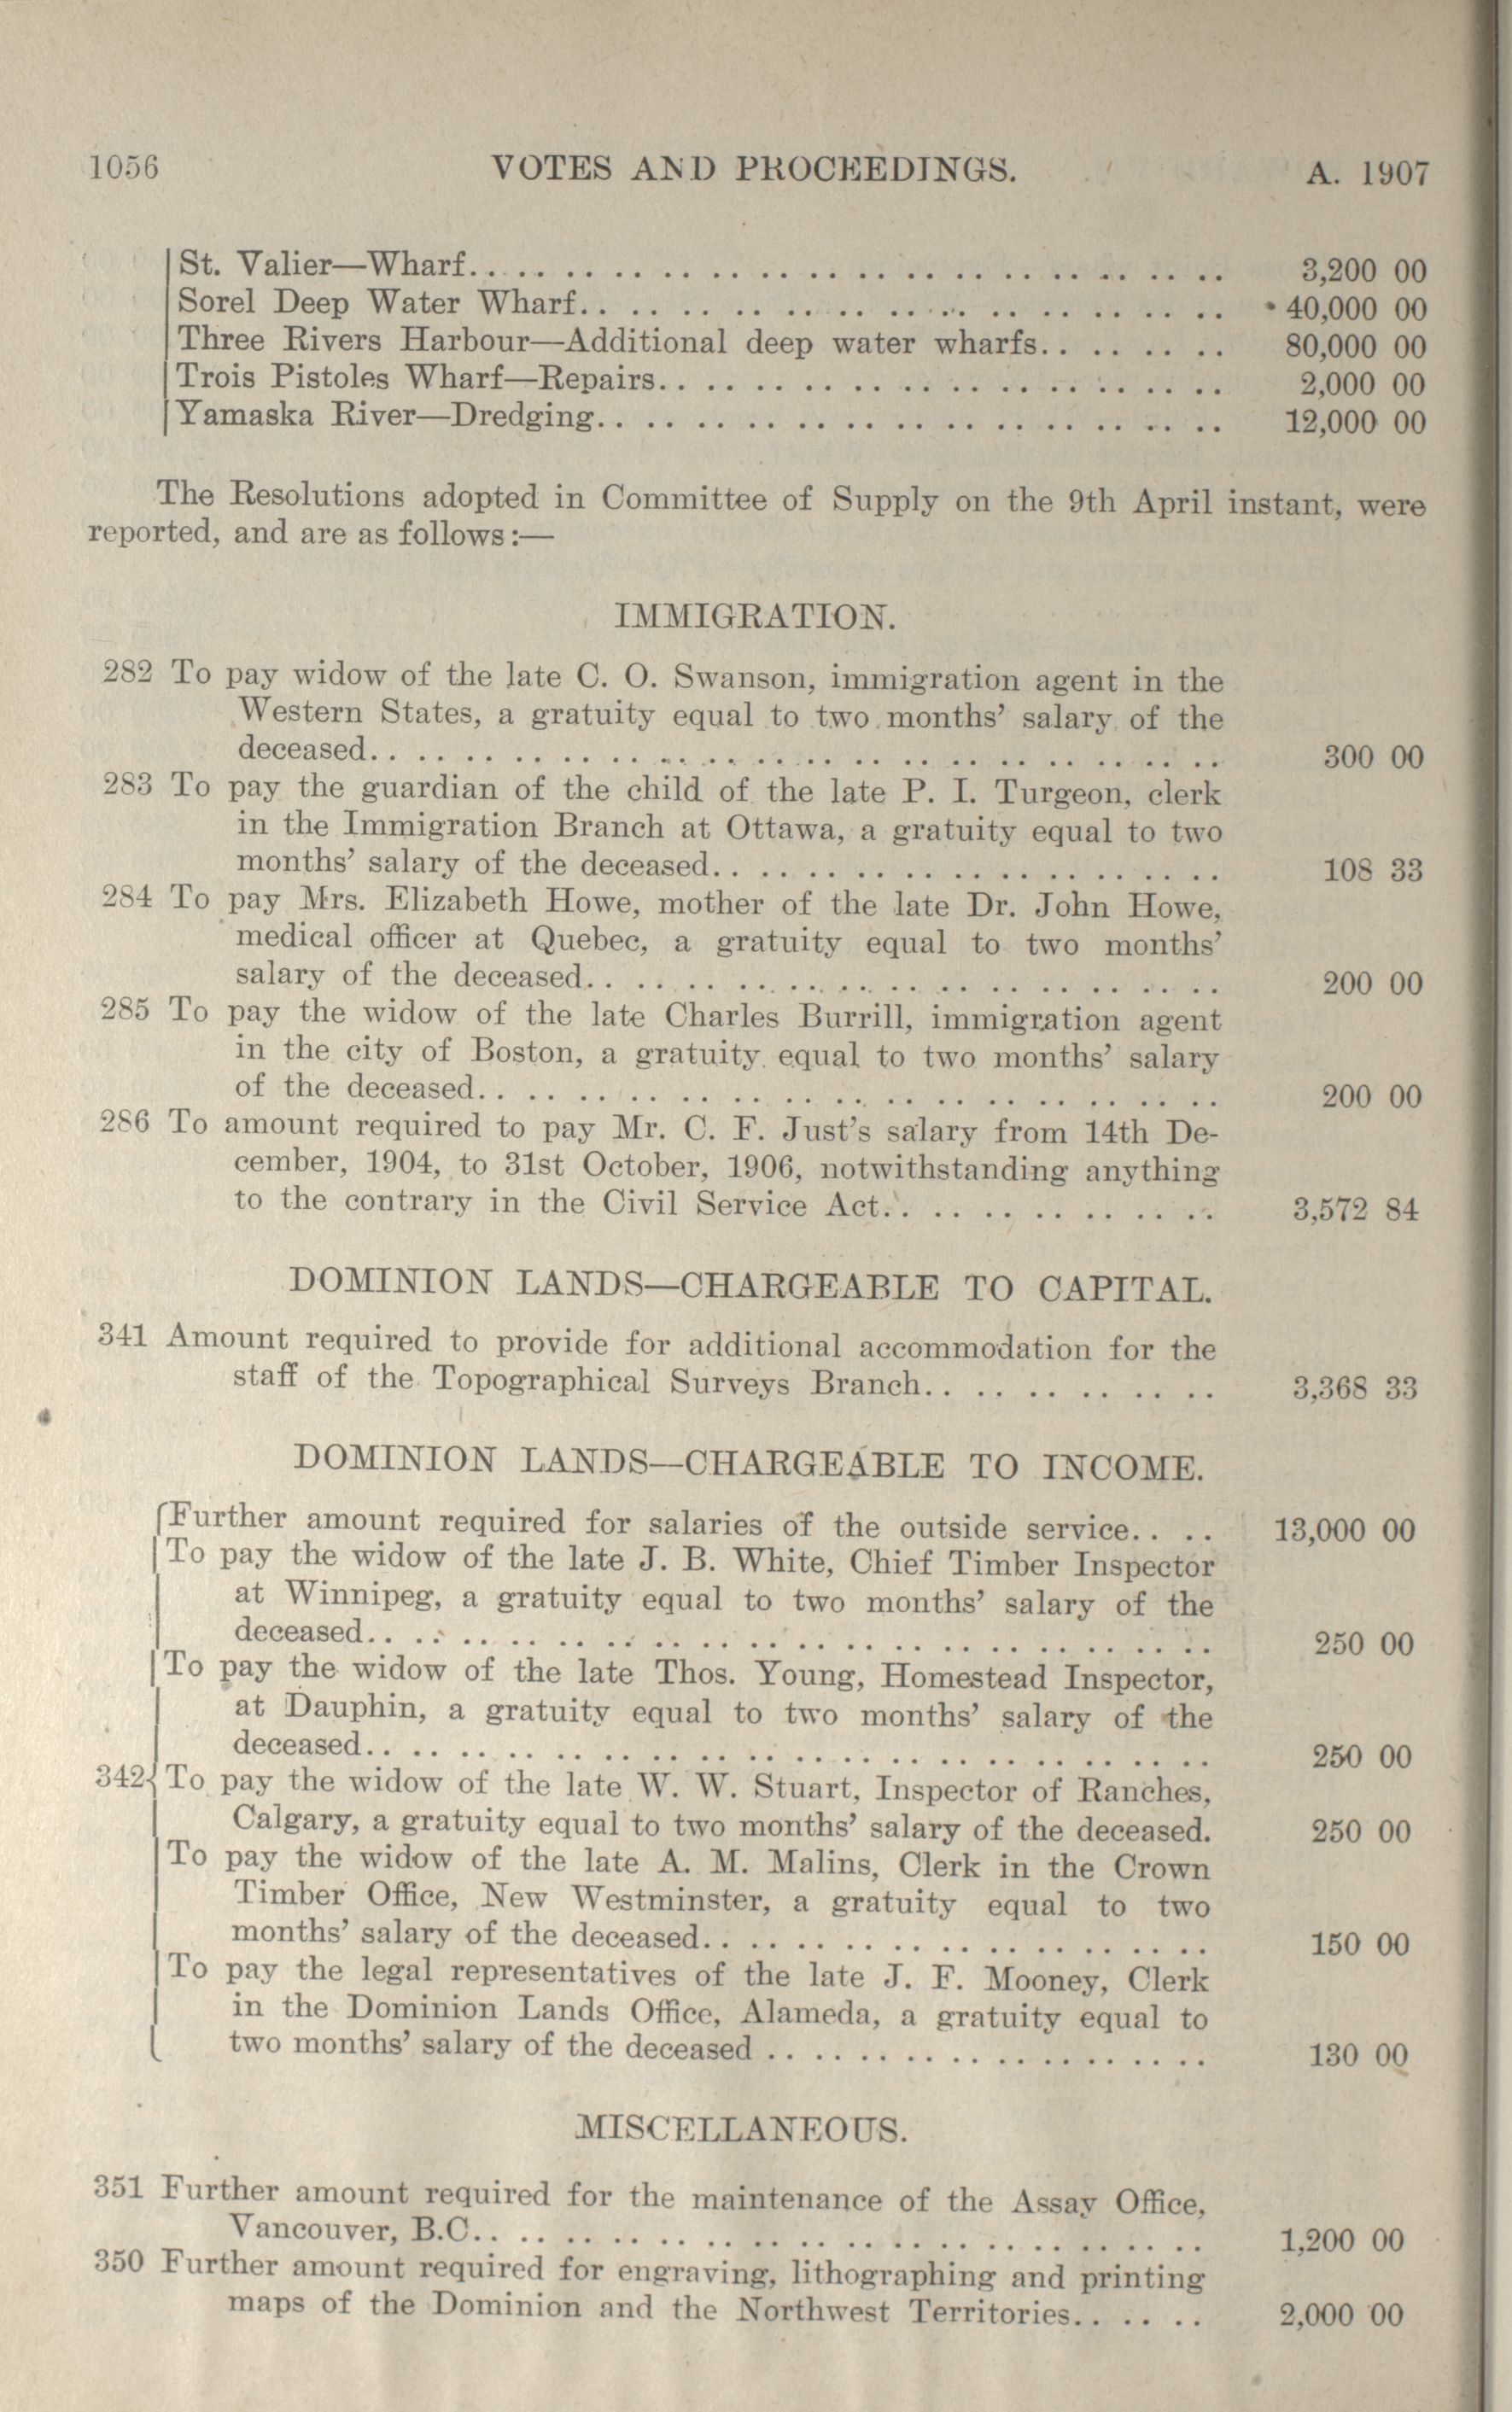 1056 VOTES AND PROCEEDINGS. A. 1907
St. Valier—Wharf.. 3,200 00
Sorel Deep Water Wharf.. 40,000 00
Three Rivers Harbour—Additional deep water wharfs.. 80,000 00
Trois Pistoles Wharf—Repairs.. 2,000 00
Yamaska River—Dredging.. 12,000 00
The Resolutions adopted in Committee of Supply on the 9th April instant, were
reported, and are as follows:—
IMMIGRATION.
282 To pay widow of the late C. O. Swanson, immigration agent in the
Western States, a gratuity equal to two months' salary of the
deceased.. 300 00
283 To pay the guardian of the child of the late P. I. Turgeon, clerk
in the Immigration Branch at Ottawa, a gratuity equal to two
months' salary of the deceased.. 108 33
284 To pay Mrs. Elizabeth Howe, mother of the late Dr. John Howe,
medical officer at Quebec, a gratuity equal to two months'
salary of the deceased.. 200 00
285 To pay the widow of the late Charles Burrill, immigration agent
in the city of Boston, a gratuity equal to two months' salary
of the deceased.. 200 00
286 To amount required to pay Mr. C. F. Just's salary from 14th De-
cember, 1904, to 31st October, 1906, notwithstanding anything
to the contrary in the Civil Service Act.. 3,572 84
DOMINION LANDS—CHARGEABLE TO CAPITAL.
341 Amount required to provide for additional accommodation for the
staff of the Topographical Surveys Branch.. 3,368 33
DOMINION LANDS—CHARGEABLE TO INCOME.
Further amount required for salaries of the outside service.. 13,000 00
To pay the widow of the late J. B. White, Chief Timber Inspector
at Winnipeg, a gratuity equal to two months' salary of the
deceased.. 250 00
To pay the widow of the late Thos. Young, Homestead Inspector,
at Dauphin, a gratuity equal to two months' salary of the
deceased.. 250 00
342 To pay the widow of the late W. W. Stuart, Inspector of Ranches,
Calgary, a gratuity equal to two months' salary of the deceased. 250 00
To pay the widow of the late A. M. Malins, Clerk in the Crown
Timber Office, New Westminster, a gratuity equal to two
months' salary of the deceased.. 150 00
To pay the legal representatives of the late J. F. Mooney, Clerk
in the Dominion Lands Office, Alameda, a gratuity equal to
two months' salary of the deceased .. 130 00
MISCELLANEOUS.
351 Further amount required for the maintenance of the Assay Office,
Vancouver, B.C.. 1,200 00
350 Further amount required for engraving, lithographing and printing
maps of the Dominion and the Northwest Territories.. 2,000 00